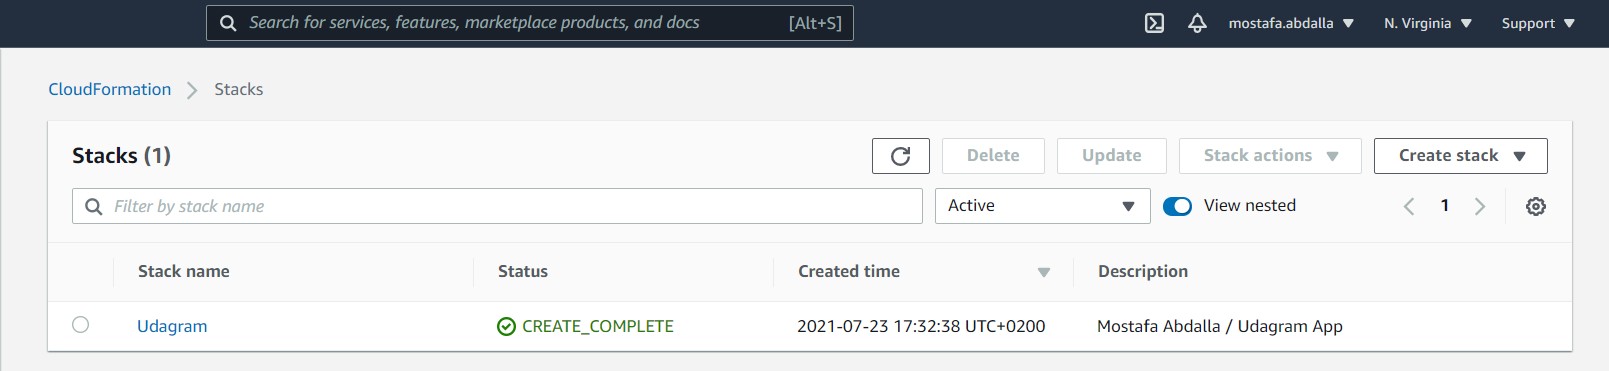 Search for services, features, marketplace products, and docs [Alt+S] mostafa.abdalla N. Virginia Support
CloudFormation Stacks
Stacks (1) Delete Update Stack actions Create stack
Filter by stack name Active View nested 1
Stack name Status Created time Description
Udagram CREATE_COMPLETE 2021-07-23 17:32:38 UTC+0200 Mostafa Abdalla / Udagram App